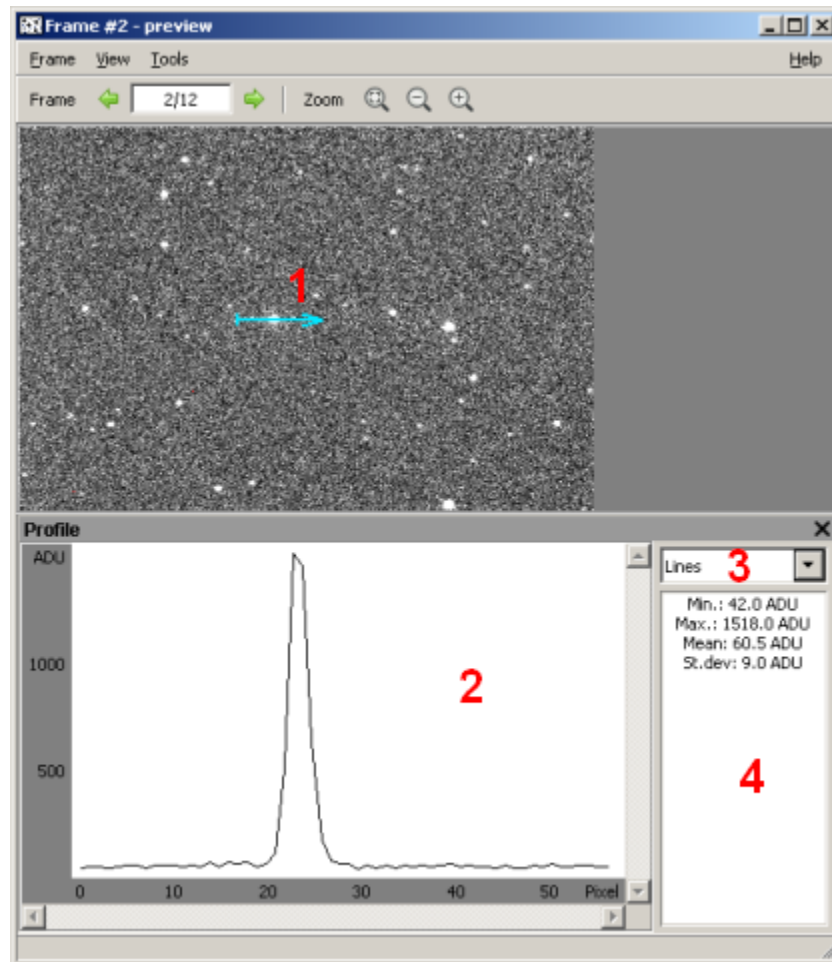 Frame #2 - preview
Frame View Tools Help
Frame 2/12 Zoom
1
Profile
ADU
1000
500
0 10 20 30 40 50 Pixel
2
Lines
3
Min.: 42.0 ADU
Max.: 1518.0 ADU
Mean: 60.5 ADU
St.dev: 9.0 ADU
4